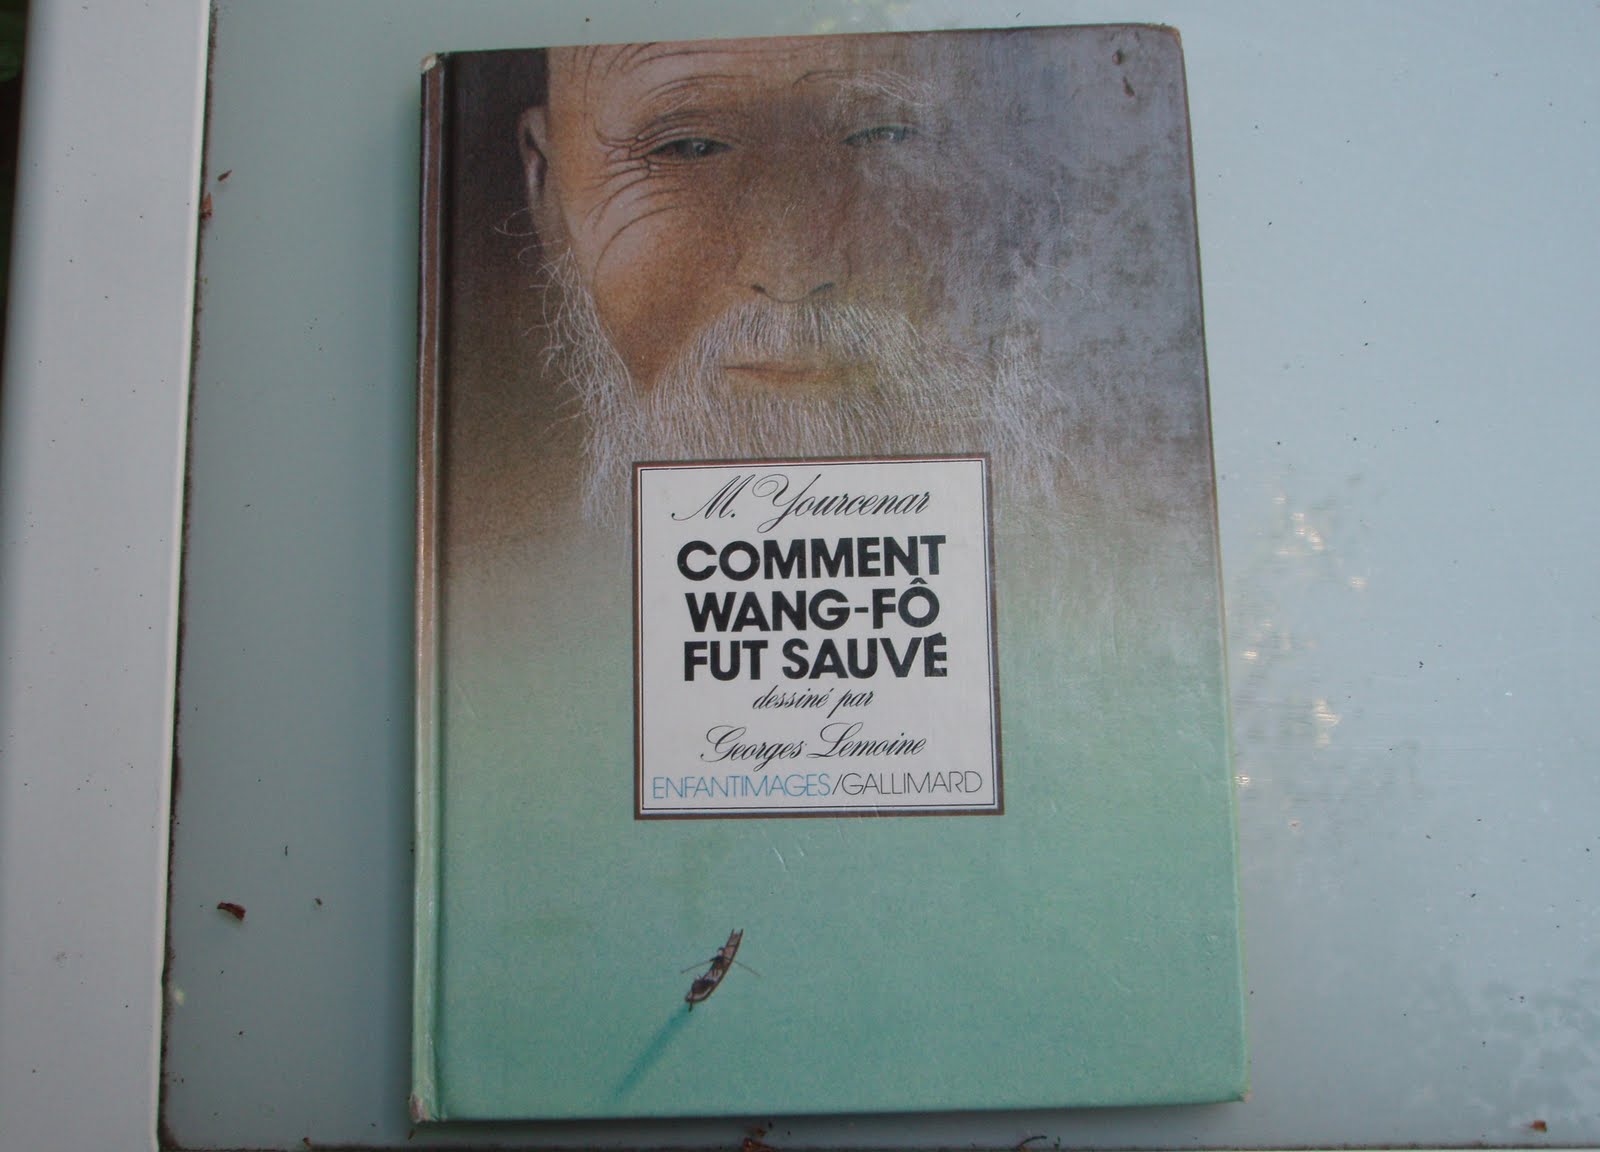 M. Yourcenar
COMMENT
WANG-FÔ
FUT SAUVÉ
dessiné par
Georges Lemoine
ENFANTIMAGES/GALLIMARD